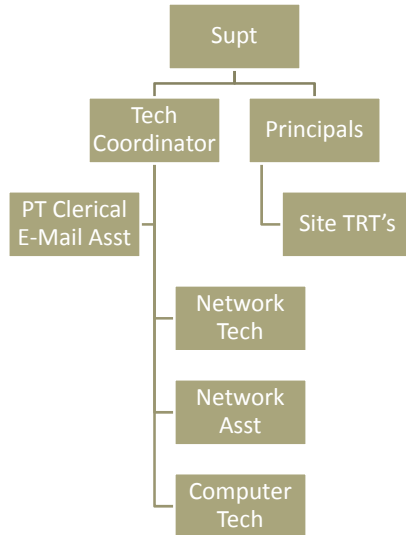 Supt
Tech
Coordinator
Principals
PT Clerical
E-Mail Asst
Site TRT’s
Network
Tech
Network
Asst
Computer
Tech